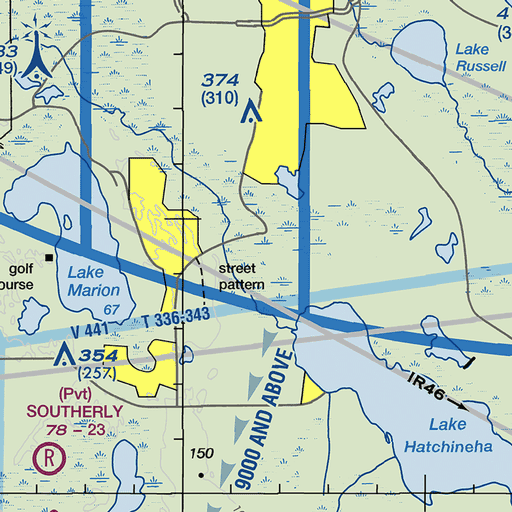 33
49)
374
(310)
4
(3
Lake
Russell
golf
ourse
street
pattern
Lake
Marion
67
V 441
T 336-343
354
(257)
(Pvt)
SOUTHERLY
78 - 23
R
9000 AND ABOVE
150
IR46
Lake
Hatchineha